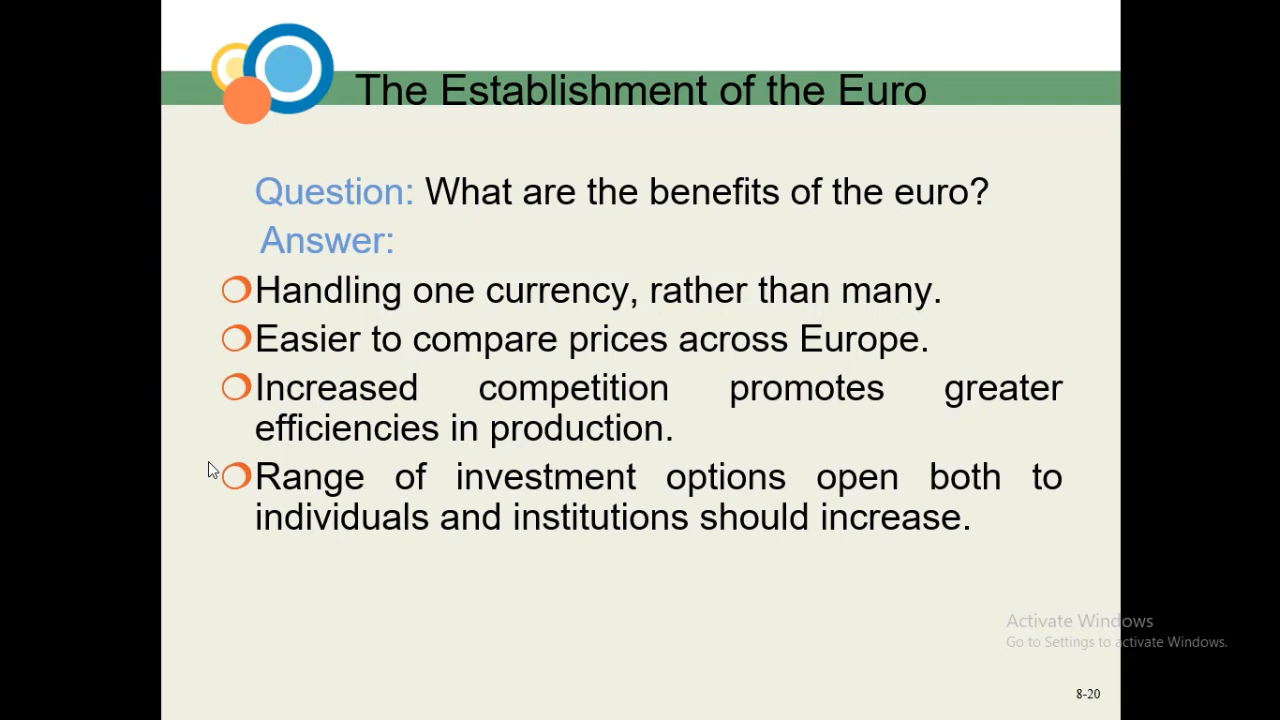 The Establishment of the Euro
Question: What are the benefits of the euro?
Answer:
Handling one currency, rather than many.
Easier to compare prices across Europe.
Increased competition promotes greater
efficiencies in production.
Range of investment options open both to
individuals and institutions should increase.
Activate Windows
Go to Settings to activate Windows.
8-20